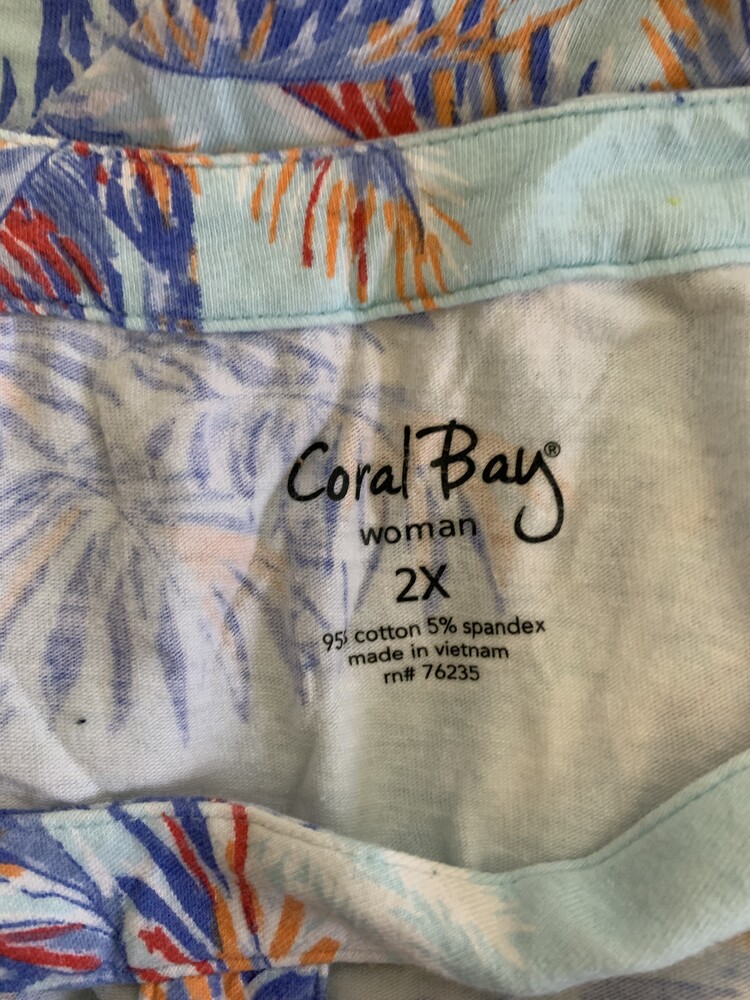 Coral Bay®
woman
2X
95% cotton 5% spandex
made in vietnam
rn# 76235